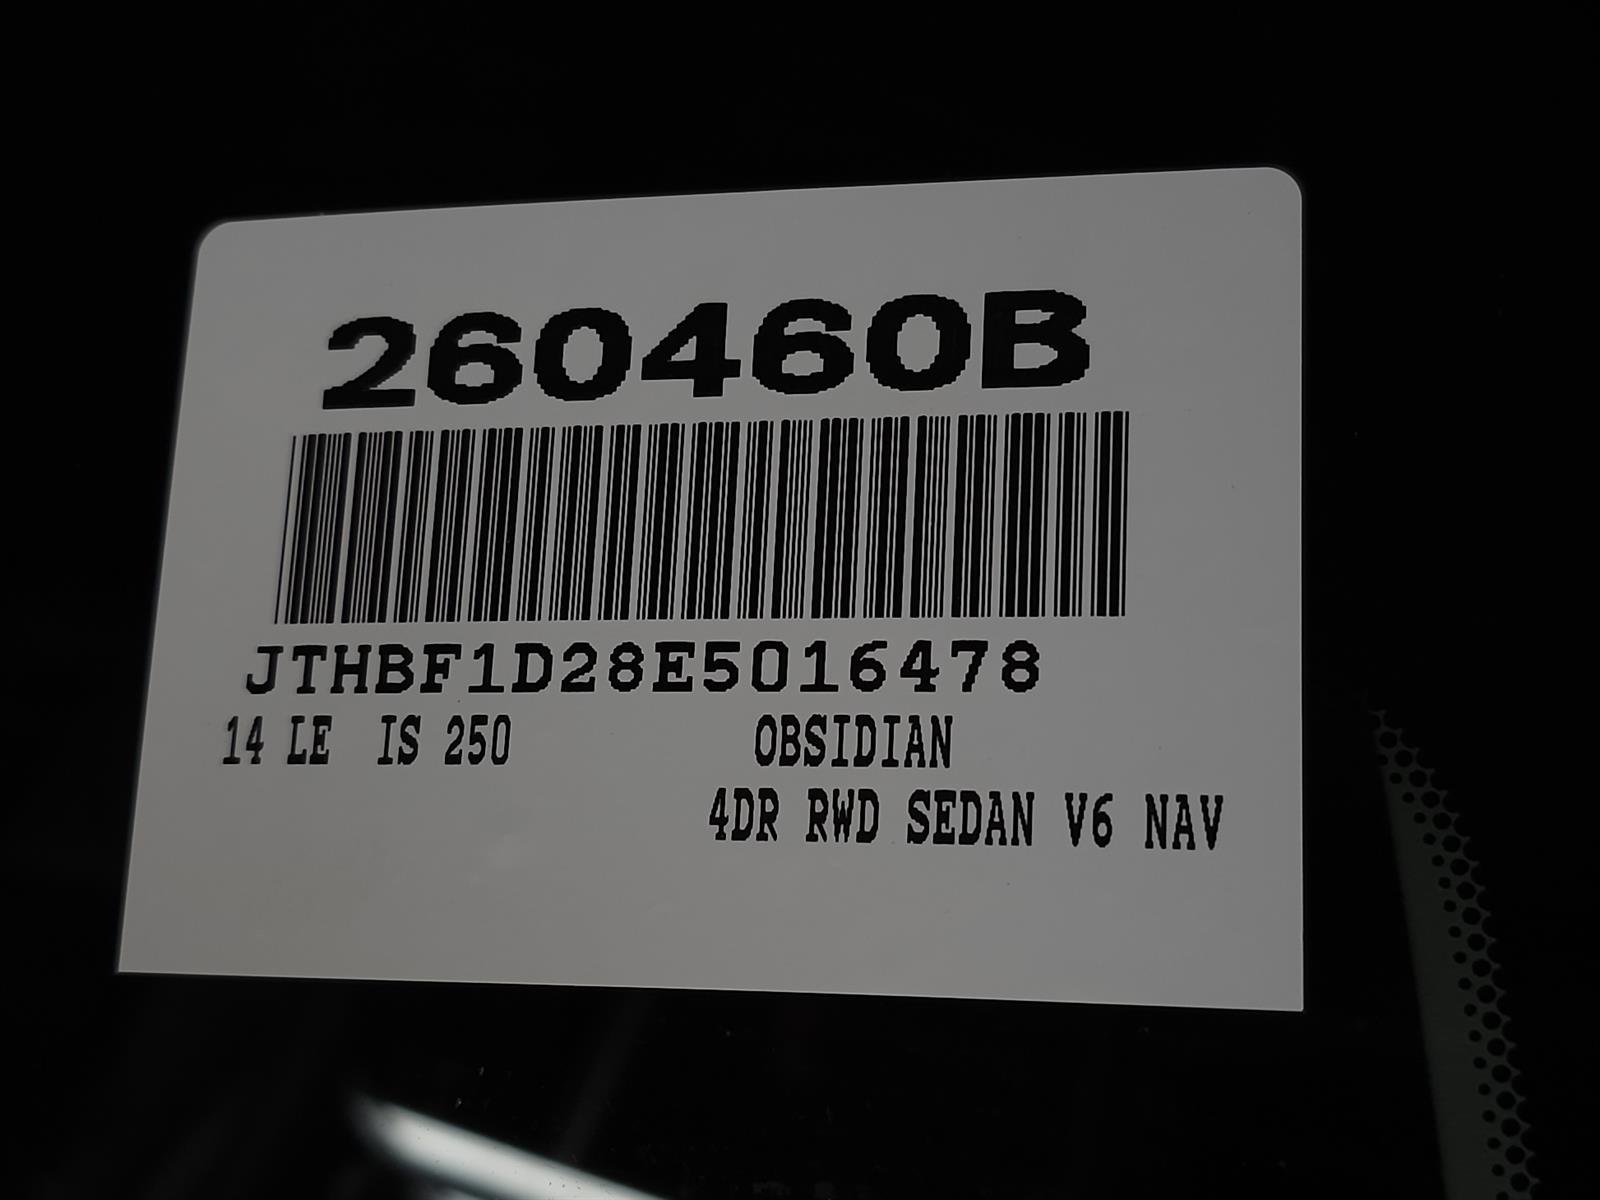 260460B
JTHBF1D28E5016478
14 LE IS 250 OBSIDIAN
4DR RWD SEDAN V6 NAV